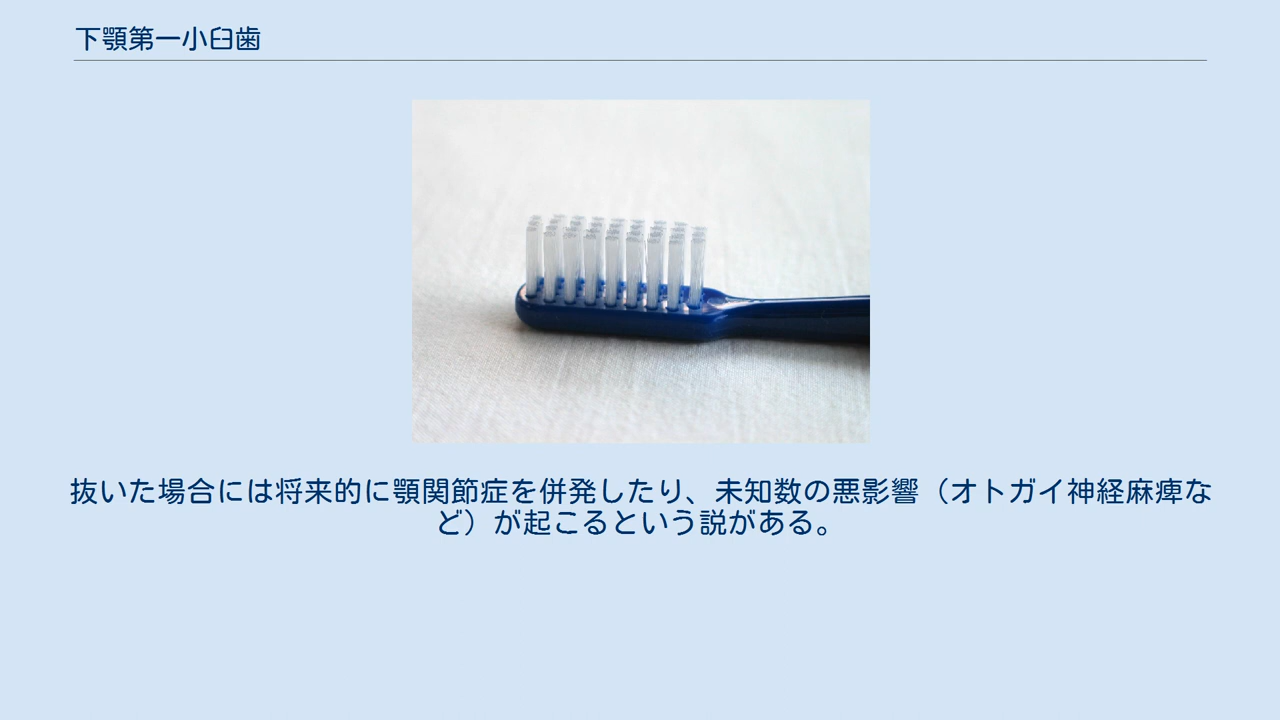 下顎第一小臼歯
抜いた場合には将来的に顎関節症を併発したり、未知数の悪影響（オトガイ神経麻痺な
ど）が起こるという説がある。